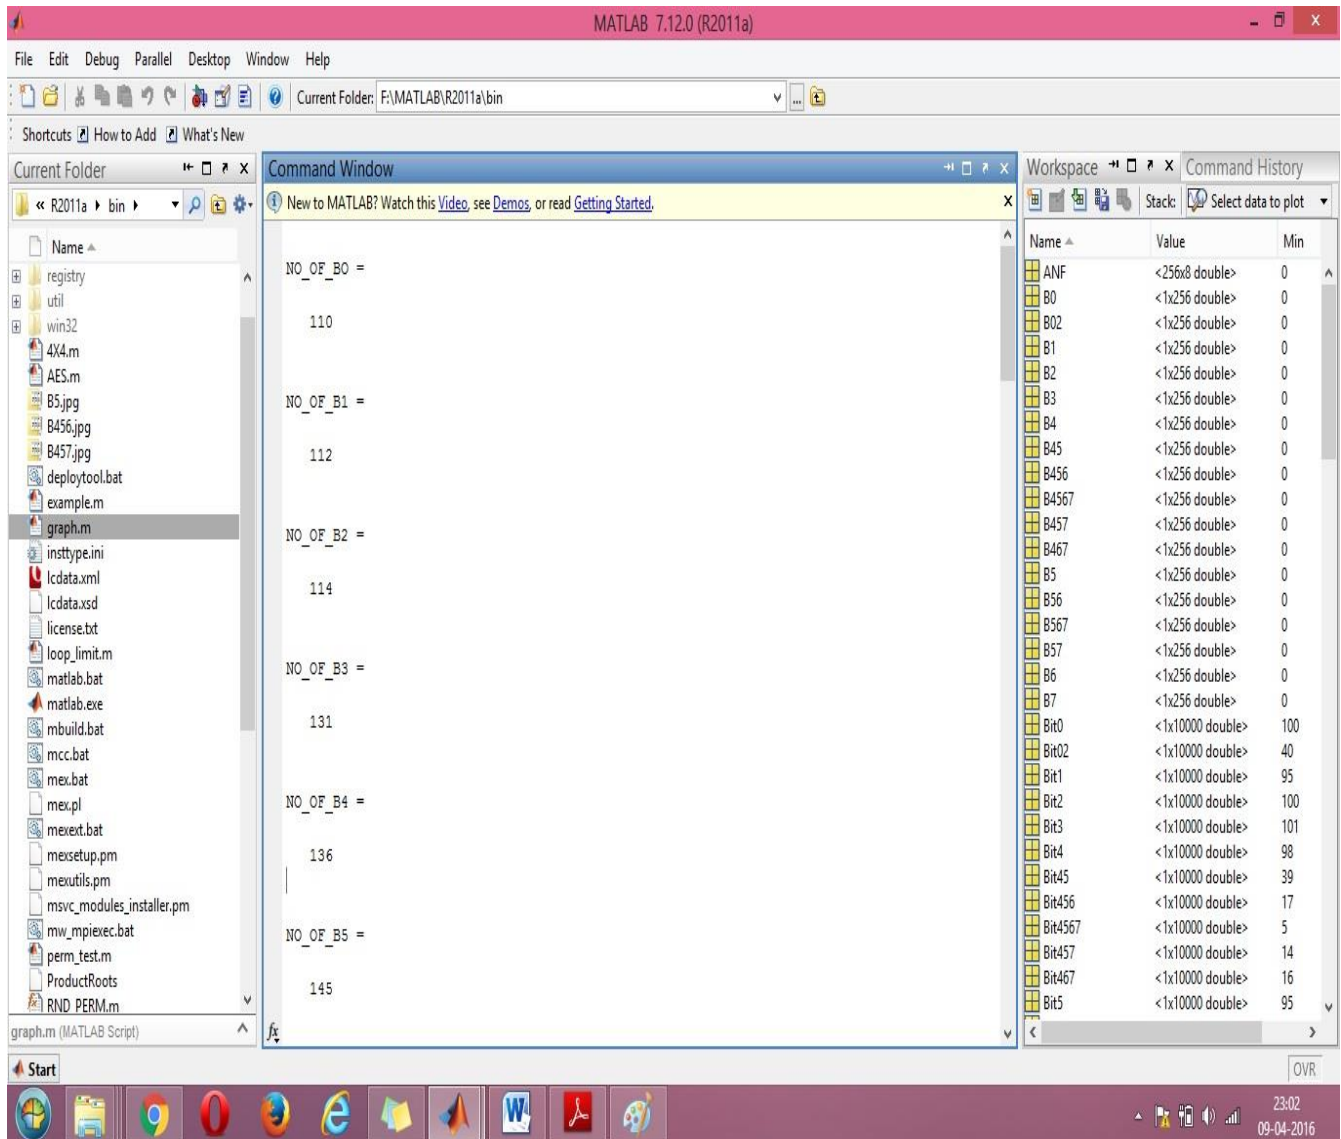 MATLAB 7.12.0 (R2011a)
File Edit Debug Parallel Desktop Window Help
Current Folder: F:\MATLAB\R2011a\bin
Shortcuts How to Add What's New
Current Folder
« R2011a bin
Name
registry
util
win32
4X4.m
AES.m
B5.jpg
B456.jpg
B457.jpg
deploytool.bat
example.m
graph.m
insttype.ini
lcdata.xml
lcdata.xsd
license.txt
loop_limit.m
matlab.bat
matlab.exe
mbuild.bat
mcc.bat
mex.bat
mex.pl
mexext.bat
mexsetup.pm
mexutils.pm
msvc_modules_installer.pm
mw_mpiexec.bat
perm_test.m
ProductRoots
RND_PERM.m
graph.m (MATLAB Script)
Command Window
New to MATLAB? Watch this Video, see Demos, or read Getting Started.
NO_OF_B0 =
110
NO_OF_B1 =
112
NO_OF_B2 =
114
NO_OF_B3 =
131
NO_OF_B4 =
136
NO_OF_B5 =
145
fx
Workspace Command History
Stack: Select data to plot
Name Value Min
ANF <256x8 double> 0
B0 <1x256 double> 0
B02 <1x256 double> 0
B1 <1x256 double> 0
B2 <1x256 double> 0
B3 <1x256 double> 0
B4 <1x256 double> 0
B45 <1x256 double> 0
B456 <1x256 double> 0
B4567 <1x256 double> 0
B457 <1x256 double> 0
B467 <1x256 double> 0
B5 <1x256 double> 0
B56 <1x256 double> 0
B567 <1x256 double> 0
B57 <1x256 double> 0
B6 <1x256 double> 0
B7 <1x256 double> 0
Bit0 <1x10000 double> 100
Bit02 <1x10000 double> 40
Bit1 <1x10000 double> 95
Bit2 <1x10000 double> 100
Bit3 <1x10000 double> 101
Bit4 <1x10000 double> 98
Bit45 <1x10000 double> 39
Bit456 <1x10000 double> 17
Bit4567 <1x10000 double> 5
Bit457 <1x10000 double> 14
Bit467 <1x10000 double> 16
Bit5 <1x10000 double> 95
Start
OVR
23:02
09-04-2016